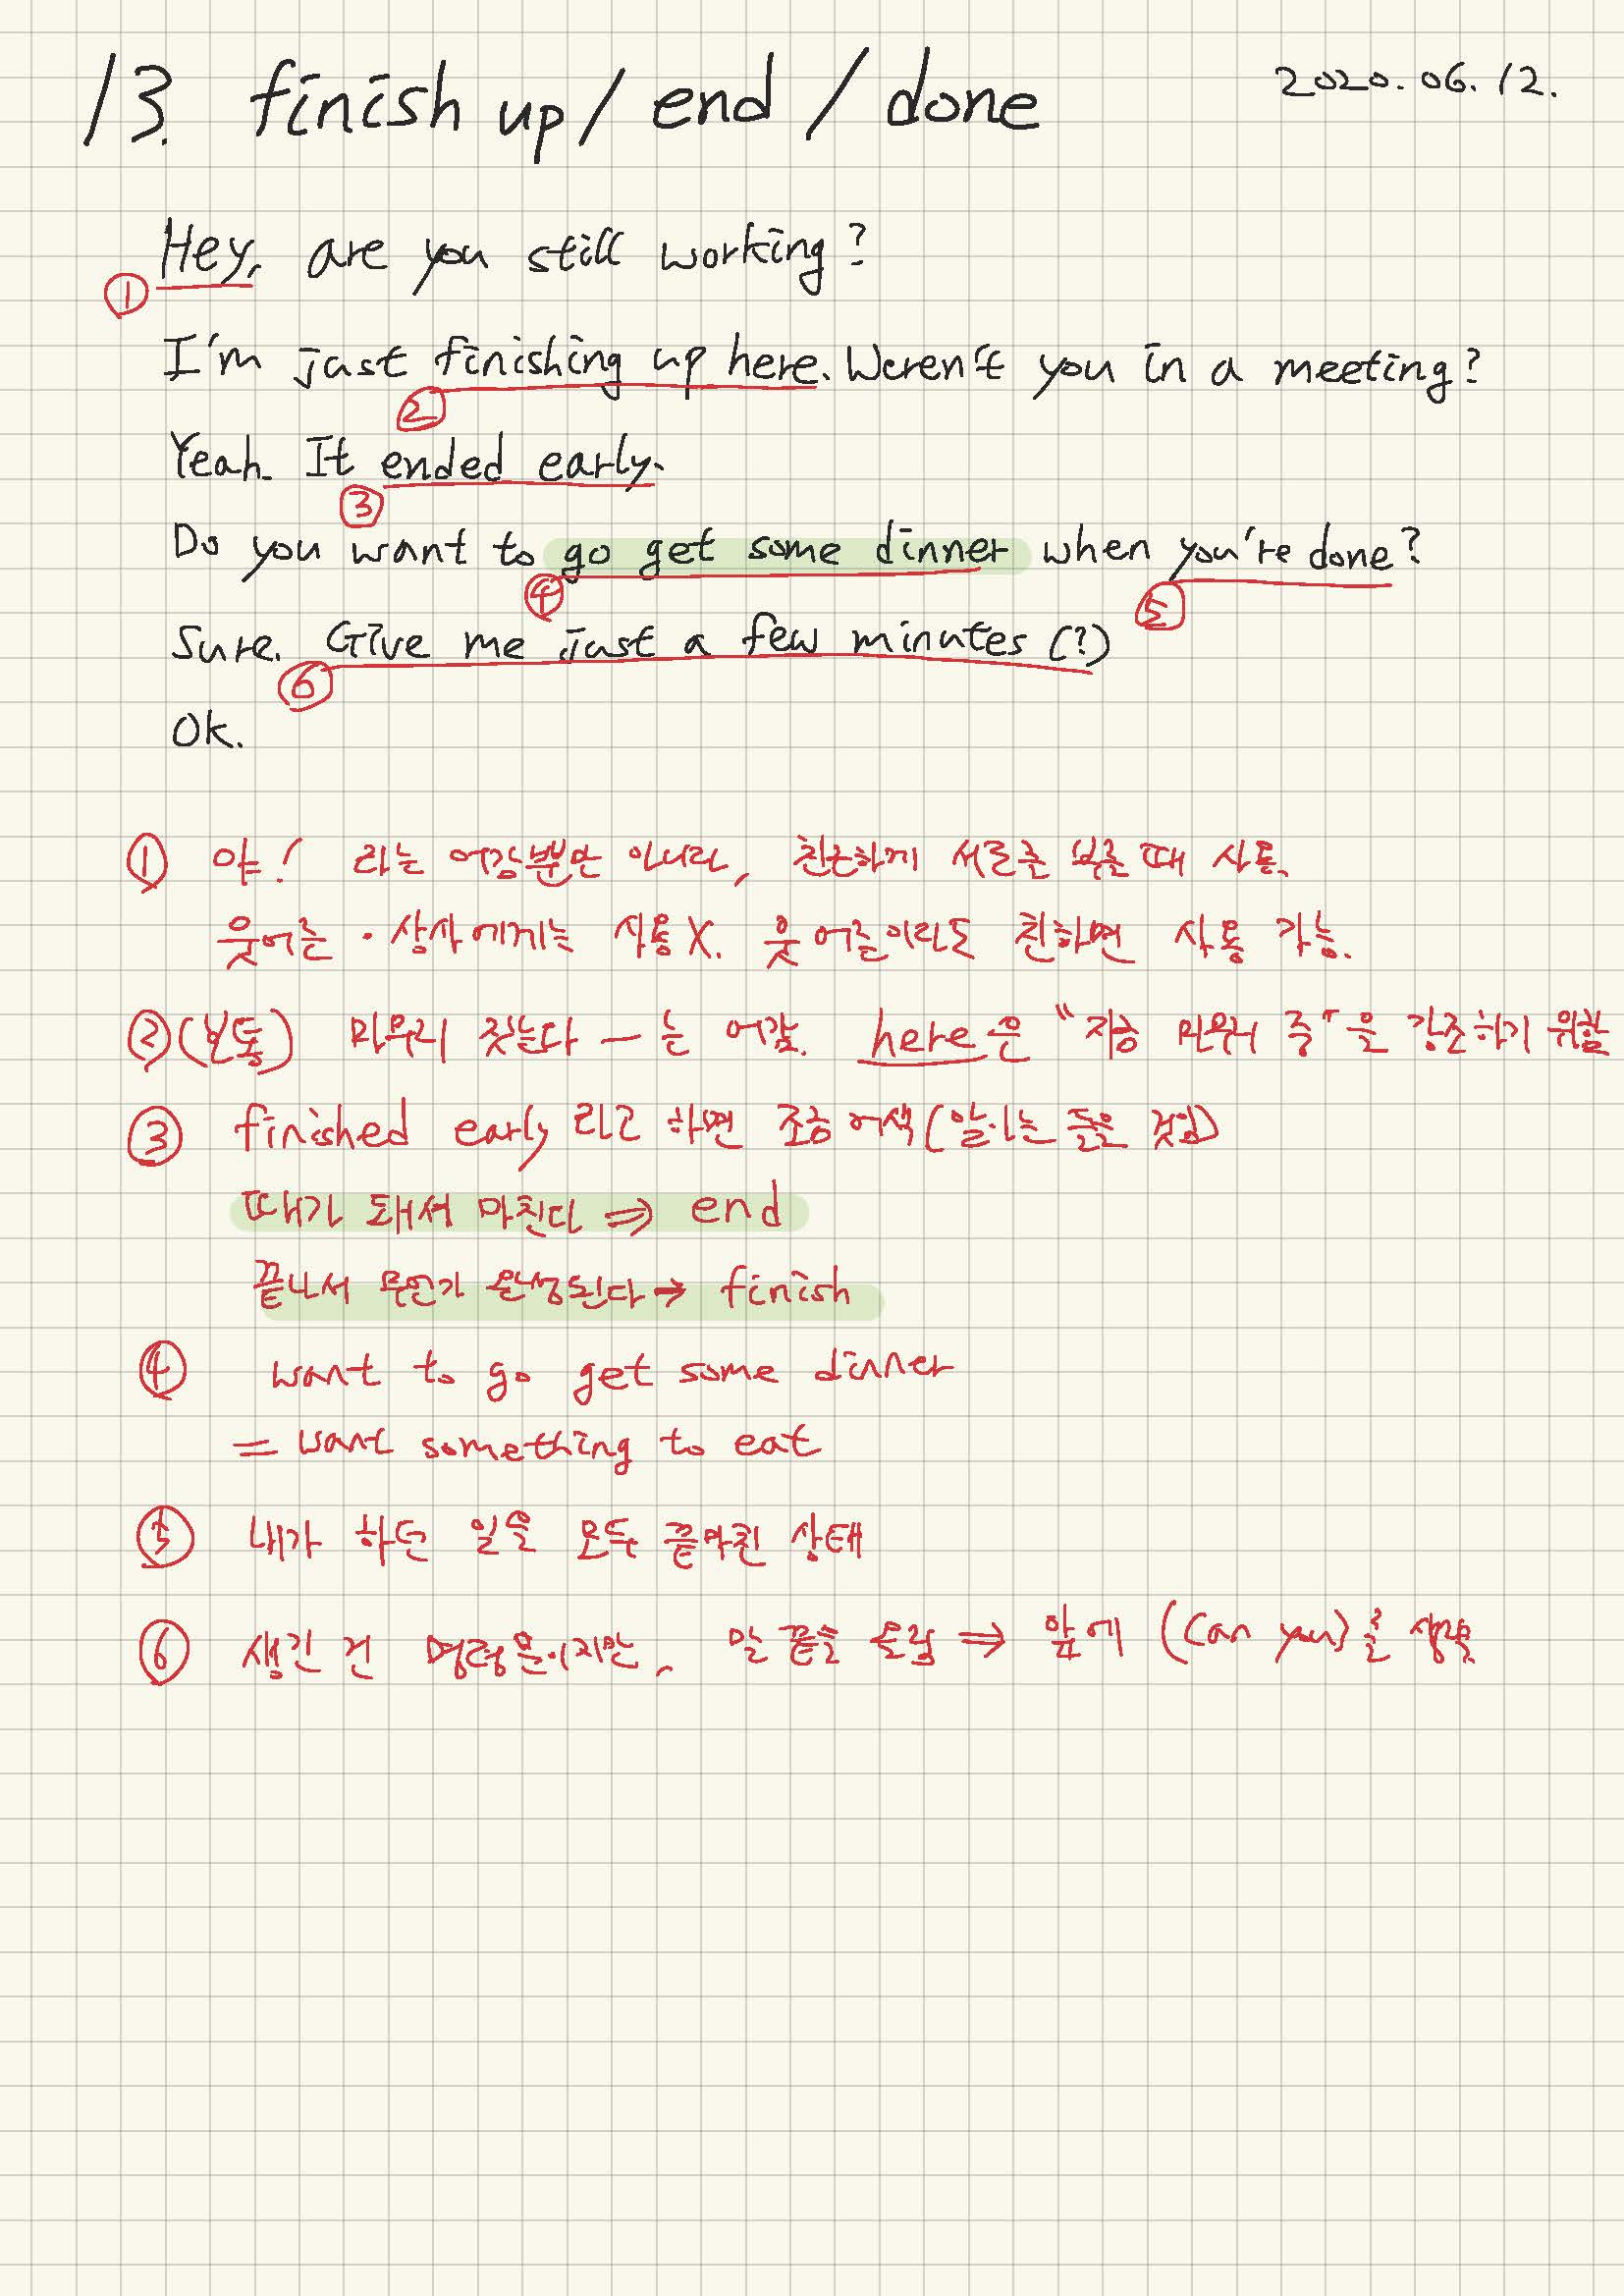 13. finish up / end / done
2020. 06. 12.
Hey, are you still working?
①
I'm just finishing up here. Weren't you in a meeting?
②
Yeah. It ended early.
③
Do you want to go get some dinner when you're done?
④ ⑤
Sure. Give me just a few minutes (?)
⑥
Ok.
① 야! 라는 어감뿐만 아니라, 친근하게 서로를 부를 때 사용.
웃어른·상사에게는 사용 X. 웃어른이라도 친하면 사용 가능.
② (보통) 마무리 짓는다 ー는 어감. here은 "지금 마무리 중"을 강조하기 위함
③ finished early 라고 하면 조금 어색 (알아는 들을 것임)
때가 돼서 마친다 ⇒ end
끝나서 무언가 완성된다 → finish
④ want to go get some dinner
= want something to eat
⑤ 내가 하던 일을 모두 끝마친 상태
⑥ 생긴 건 명령문이지만, 말 끝을 올림 ⇒ 앞에 (Can you)를 생략